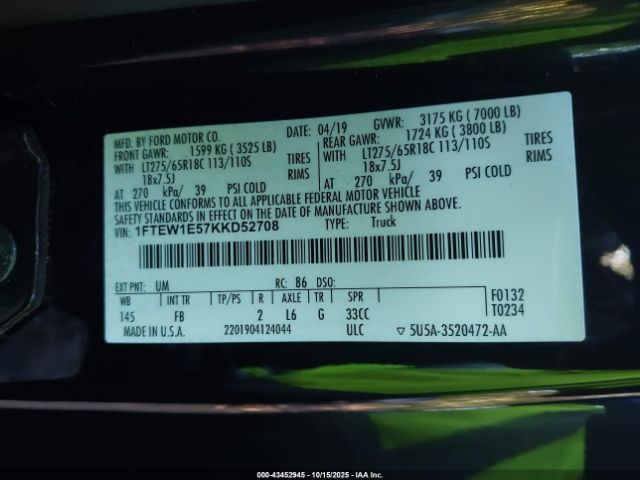 MFD. BY FORD MOTOR CO.
DATE: 04/19
GVWR: 3175 KG (7000 LB)
FRONT GAWR: 1599 KG (3525 LB)
REAR GAWR: 1724 KG (3800 LB)
WITH LT275/65R18C 113/110S TIRES
WITH LT275/65R18C 113/110S TIRES
18x7.5J RIMS
18x7.5J RIMS
AT 270 kPa/ 39 PSI COLD
AT 270 kPa/ 39 PSI COLD
THIS VEHICLE CONFORMS TO ALL APPLICABLE FEDERAL MOTOR VEHICLE
SAFETY STANDARDS IN EFFECT ON THE DATE OF MANUFACTURE SHOWN ABOVE.
VIN: 1FTEW1E57KKD52708
TYPE: Truck
EXT PNT: UM RC: 86 DSO:
WB INT TR TP/PS R AXLE TR SPR
145 FB 2 L6 G 33CC
F0132
T0234
MADE IN U.S.A. 2201904124044 ULC ▽ 5U5A-3520472-AA
000-43452945 - 10/15/2025 - IAA Inc.